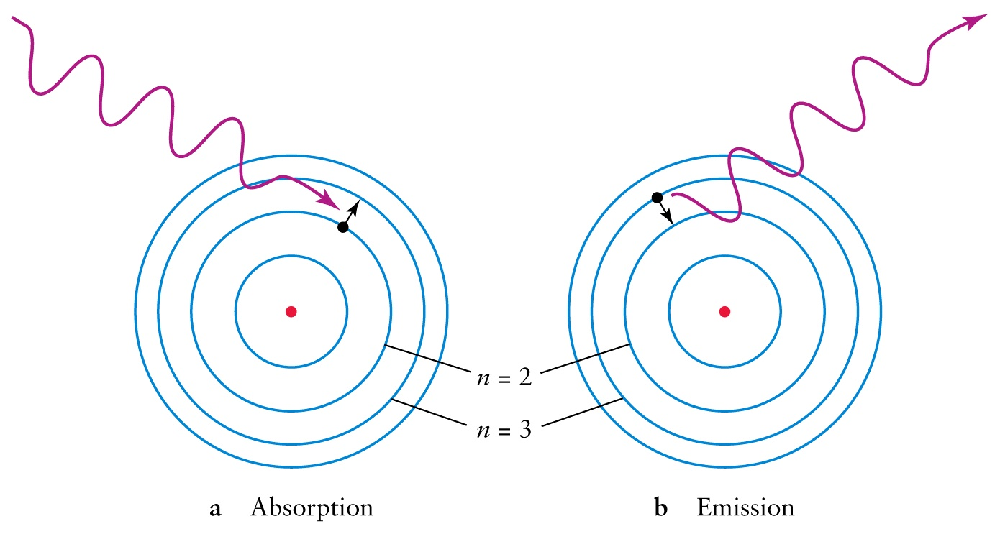 n = 2
n = 3
a Absorption
b Emission